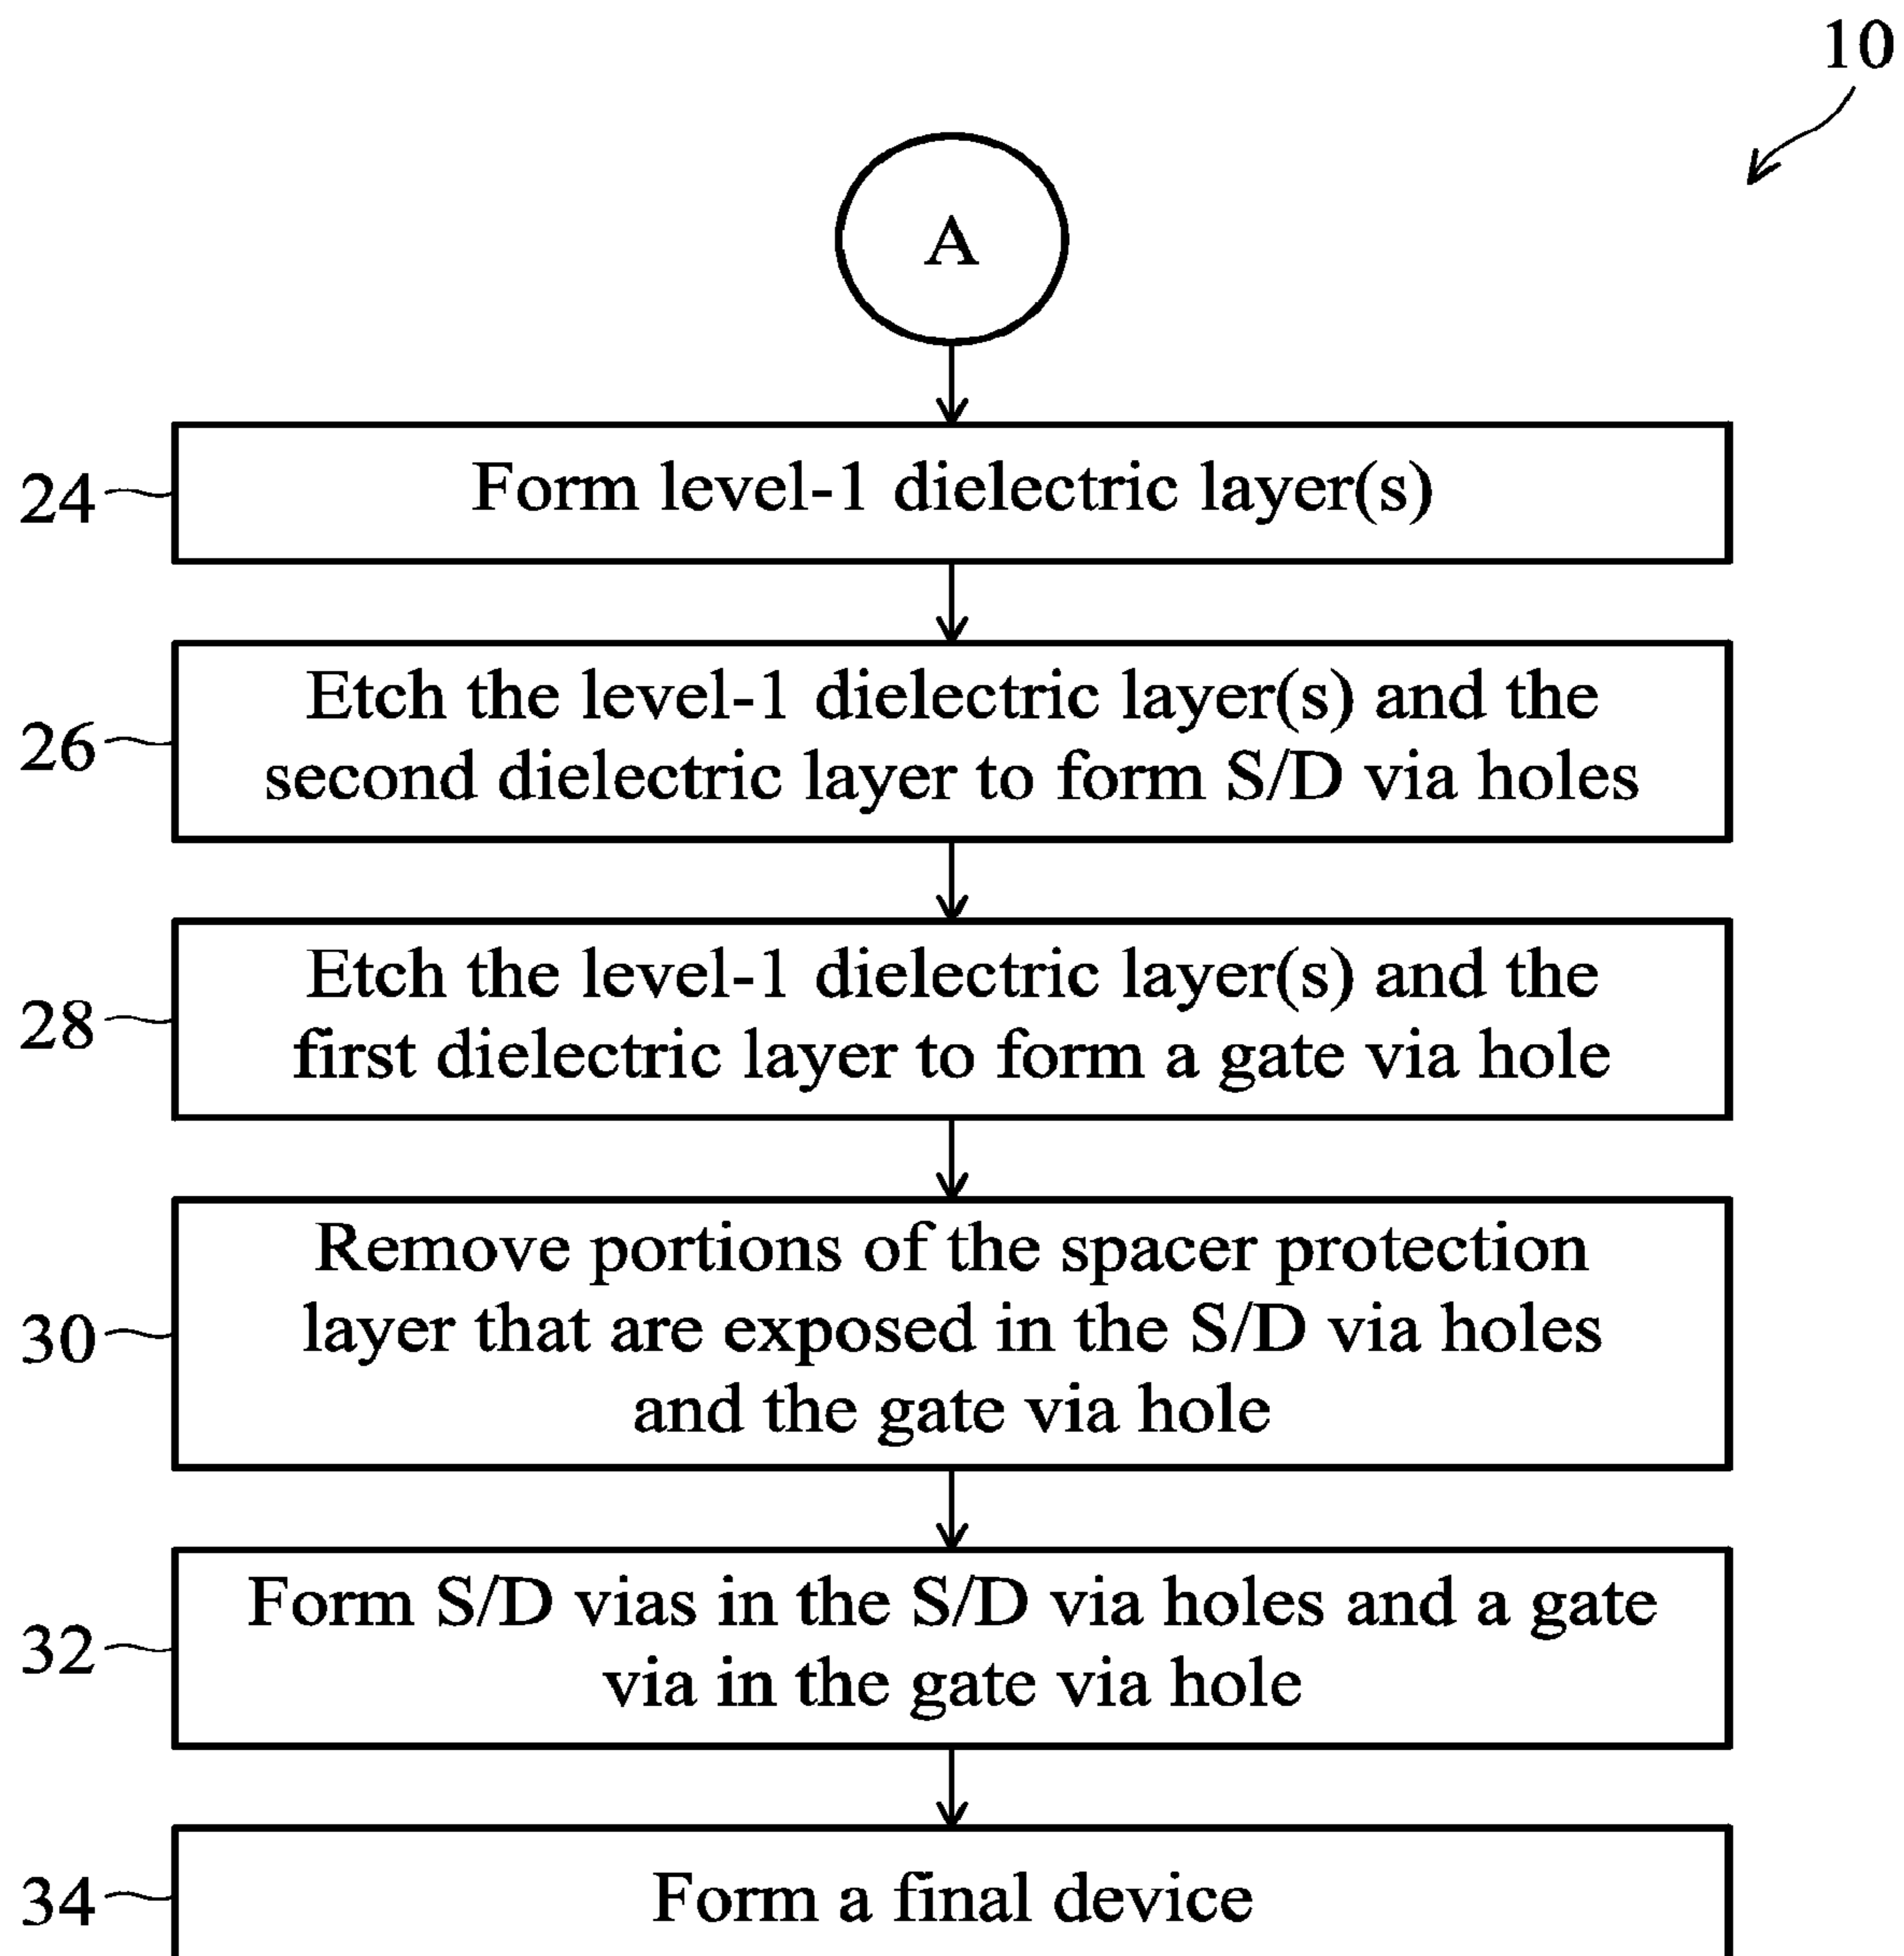 10
A
24
Form level-1 dielectric layer(s)
26
Etch the level-1 dielectric layer(s) and the
second dielectric layer to form S/D via holes
28
Etch the level-1 dielectric layer(s) and the
first dielectric layer to form a gate via hole
30
Remove portions of the spacer protection
layer that are exposed in the S/D via holes
and the gate via hole
32
Form S/D vias in the S/D via holes and a gate
via in the gate via hole
34
Form a final device